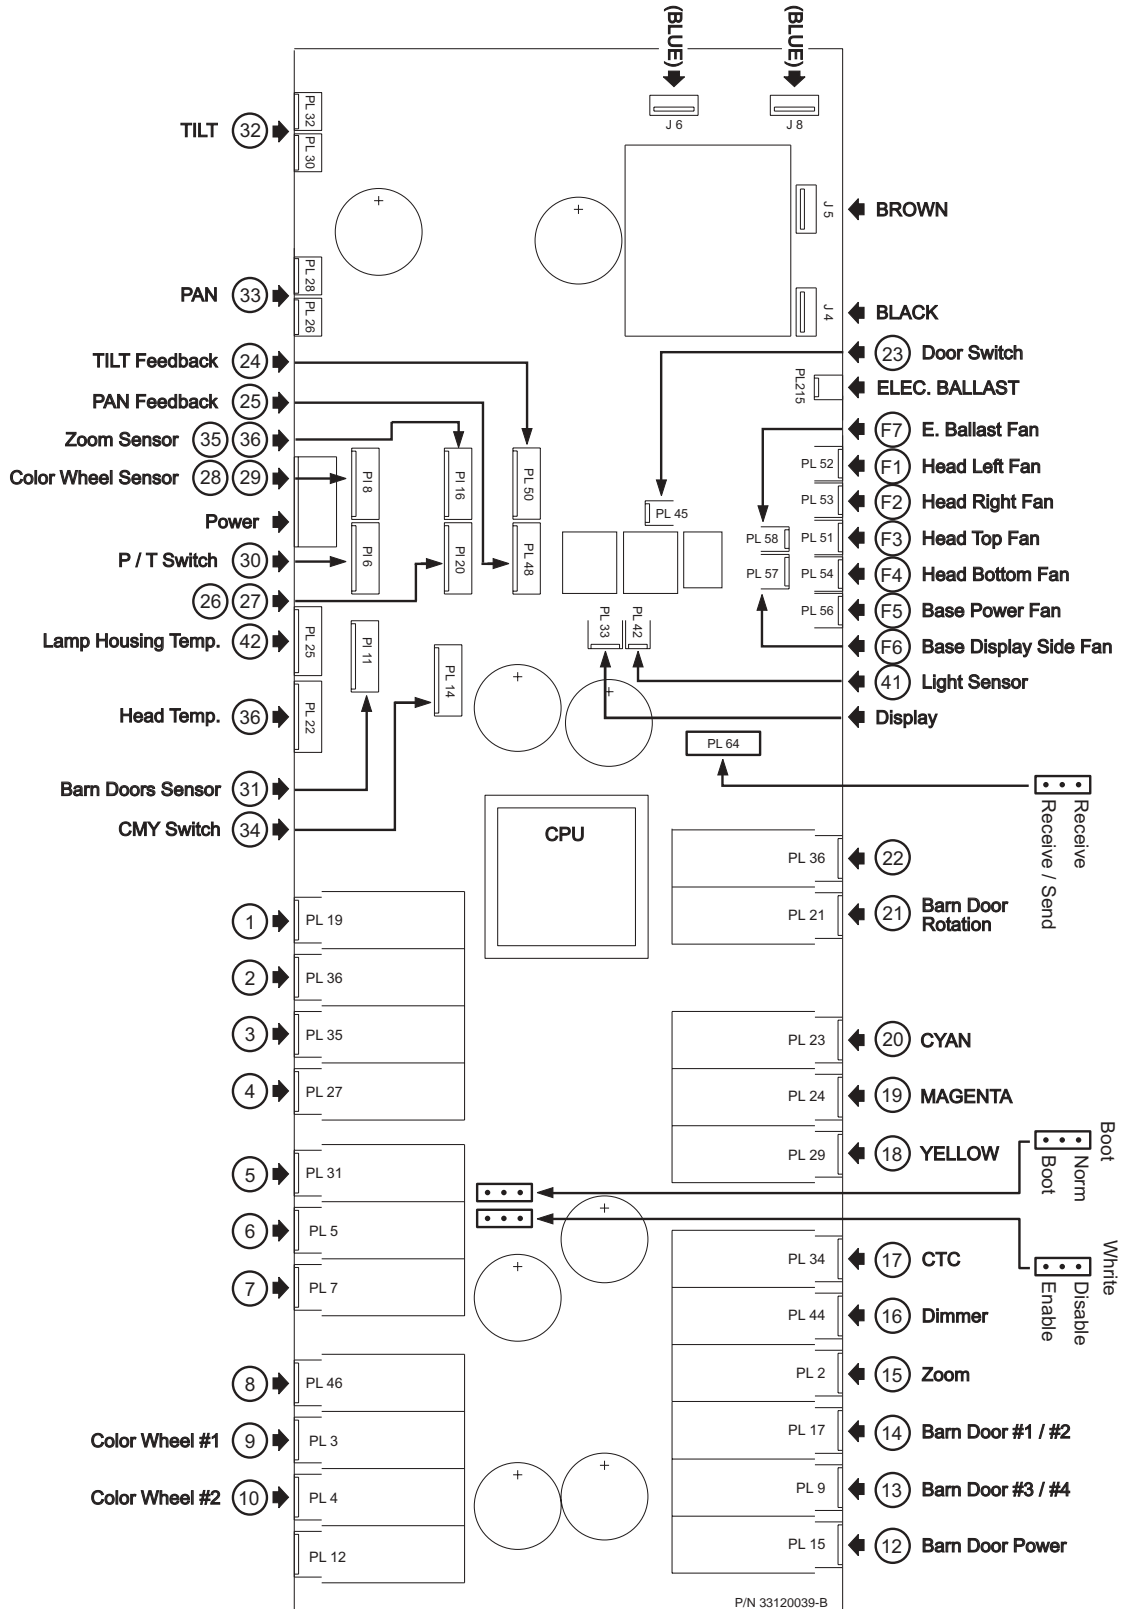 (BLUE)
(BLUE)
J 6
J 8
TILT 32
PL 32
PL 30
J 5
BROWN
PAN 33
PL 28
PL 26
J 4
BLACK
TILT Feedback 24
23 Door Switch
PL215
ELEC. BALLAST
PAN Feedback 25
Zoom Sensor 35 36
F7 E. Ballast Fan
Color Wheel Sensor 28 29
PI 8
PI 16
PL 50
PL 52
F1 Head Left Fan
PL 53
F2 Head Right Fan
Power
PL 45
PL 58
PL 51
F3 Head Top Fan
P / T Switch 30
PI 6
PI 20
PL 48
PL 57
PL 54
F4 Head Bottom Fan
26 27
PL 56
F5 Base Power Fan
Lamp Housing Temp. 42
PL 25
PI 11
PL 33
PL 42
F6 Base Display Side Fan
PL 14
41 Light Sensor
Head Temp. 36
PL 22
Display
PL 64
Barn Doors Sensor 31
Receive
Receive / Send
CMY Switch 34
CPU
PL 36
22
1
PL 19
PL 21
21 Barn Door
Rotation
2
PL 36
3
PL 35
PL 23
20 CYAN
4
PL 27
PL 24
19 MAGENTA
5
PL 31
PL 29
18 YELLOW
Boot
Norm
Boot
6
PL 5
7
PL 7
PL 34
17 CTC
Whrite
Disable
Enable
PL 44
16 Dimmer
8
PL 46
PL 2
15 Zoom
Color Wheel #1 9
PL 3
PL 17
14 Barn Door #1 / #2
Color Wheel #2 10
PL 4
PL 9
13 Barn Door #3 / #4
PL 12
PL 15
12 Barn Door Power
P/N 33120039-B